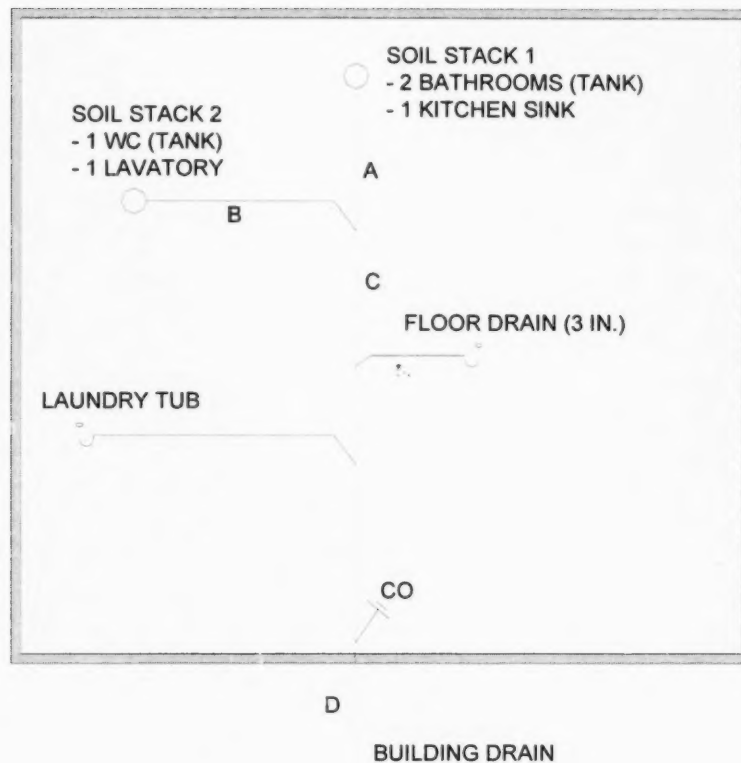 SOIL STACK 1
- 2 BATHROOMS (TANK)
- 1 KITCHEN SINK
SOIL STACK 2
- 1 WC (TANK)
- 1 LAVATORY
A
B
C
FLOOR DRAIN (3 IN.)
LAUNDRY TUB
CO
D
BUILDING DRAIN